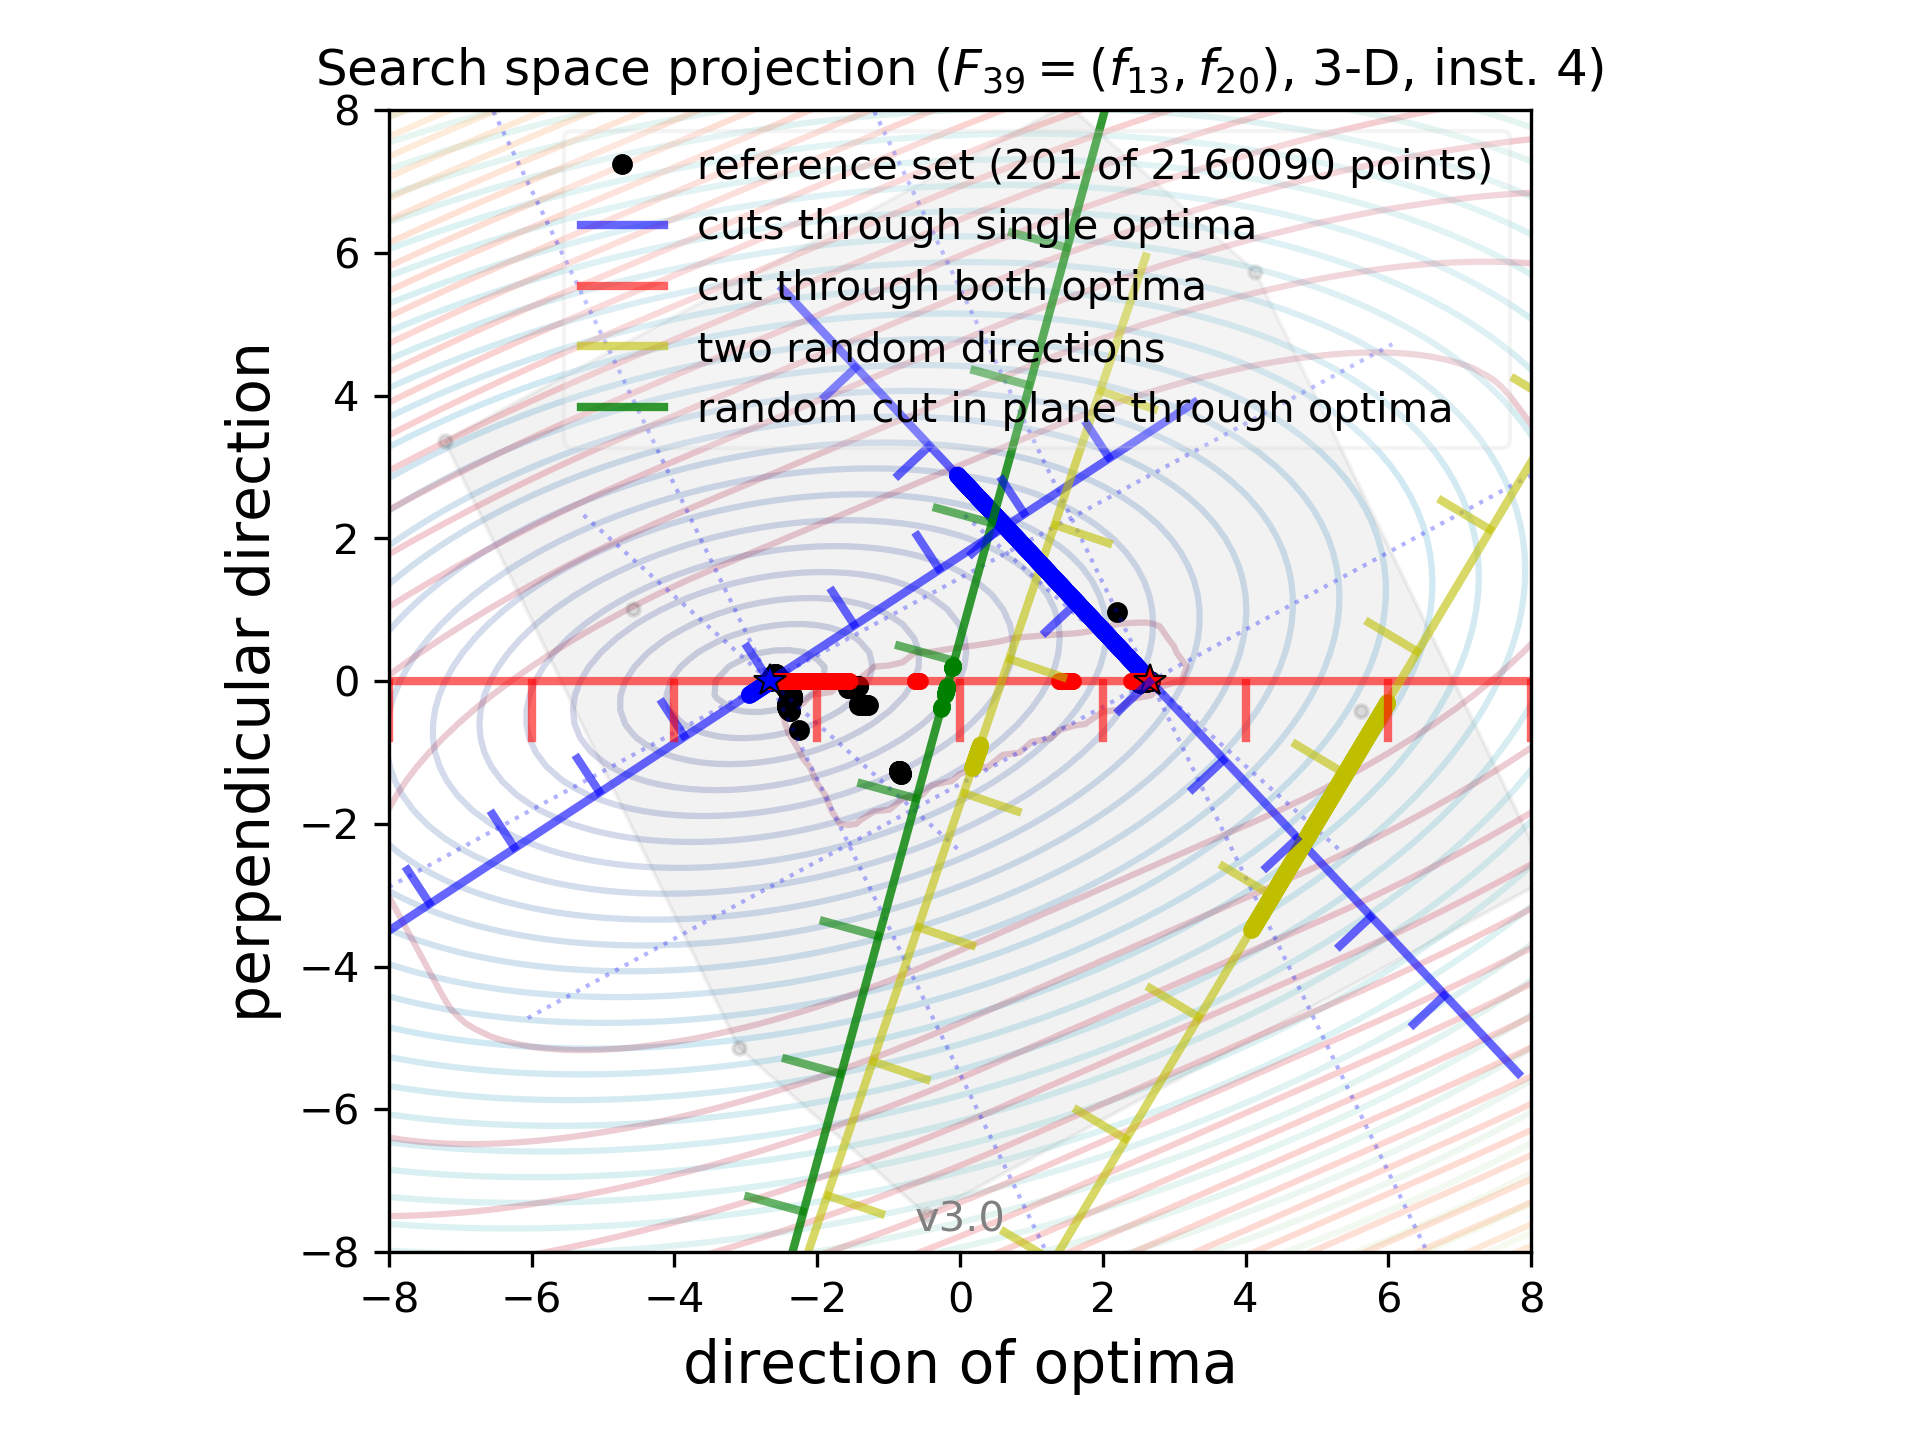 Search space projection (F₃₉ = (f₁₃, f₂₀), 3-D, inst. 4)
8
reference set (201 of 2160090 points)
cuts through single optima
6
cut through both optima
two random directions
4
random cut in plane through optima
2
0
−2
−4
−6
−8
perpendicular direction
v3.0
−8 −6 −4 −2 0 2 4 6 8
direction of optima